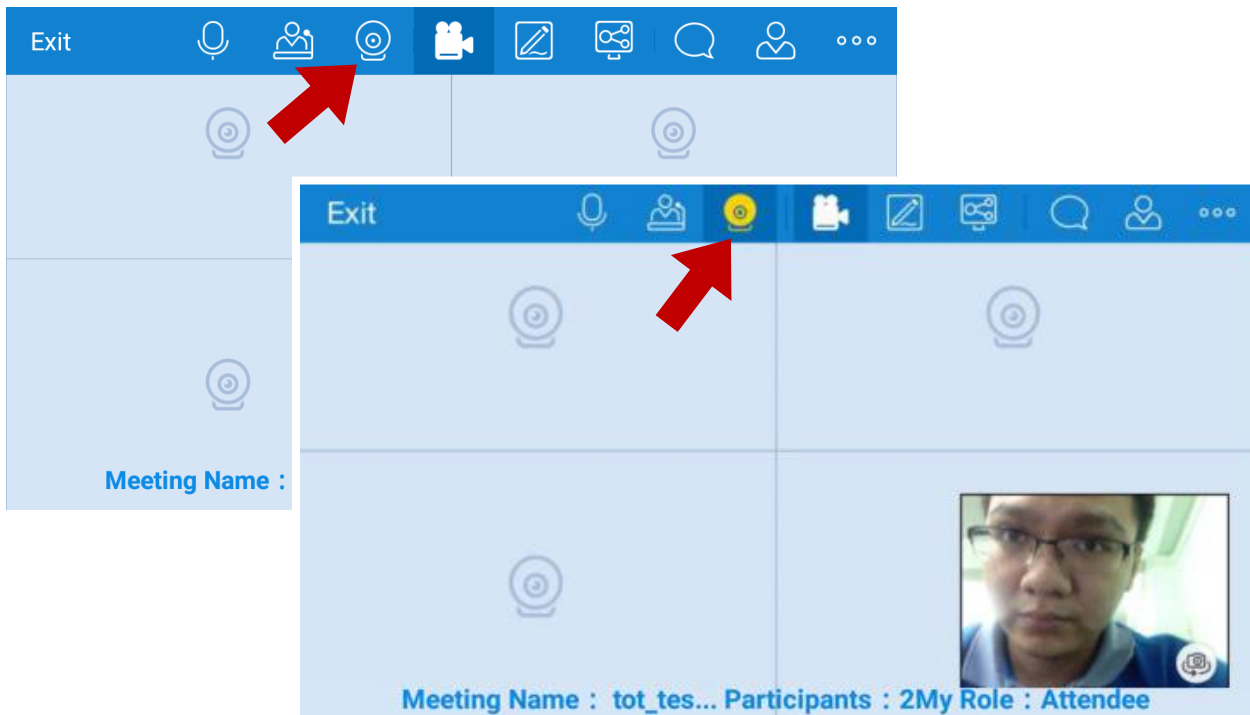 Exit
Meeting Name：
Exit
Meeting Name： tot_tes... Participants：2My Role：Attendee